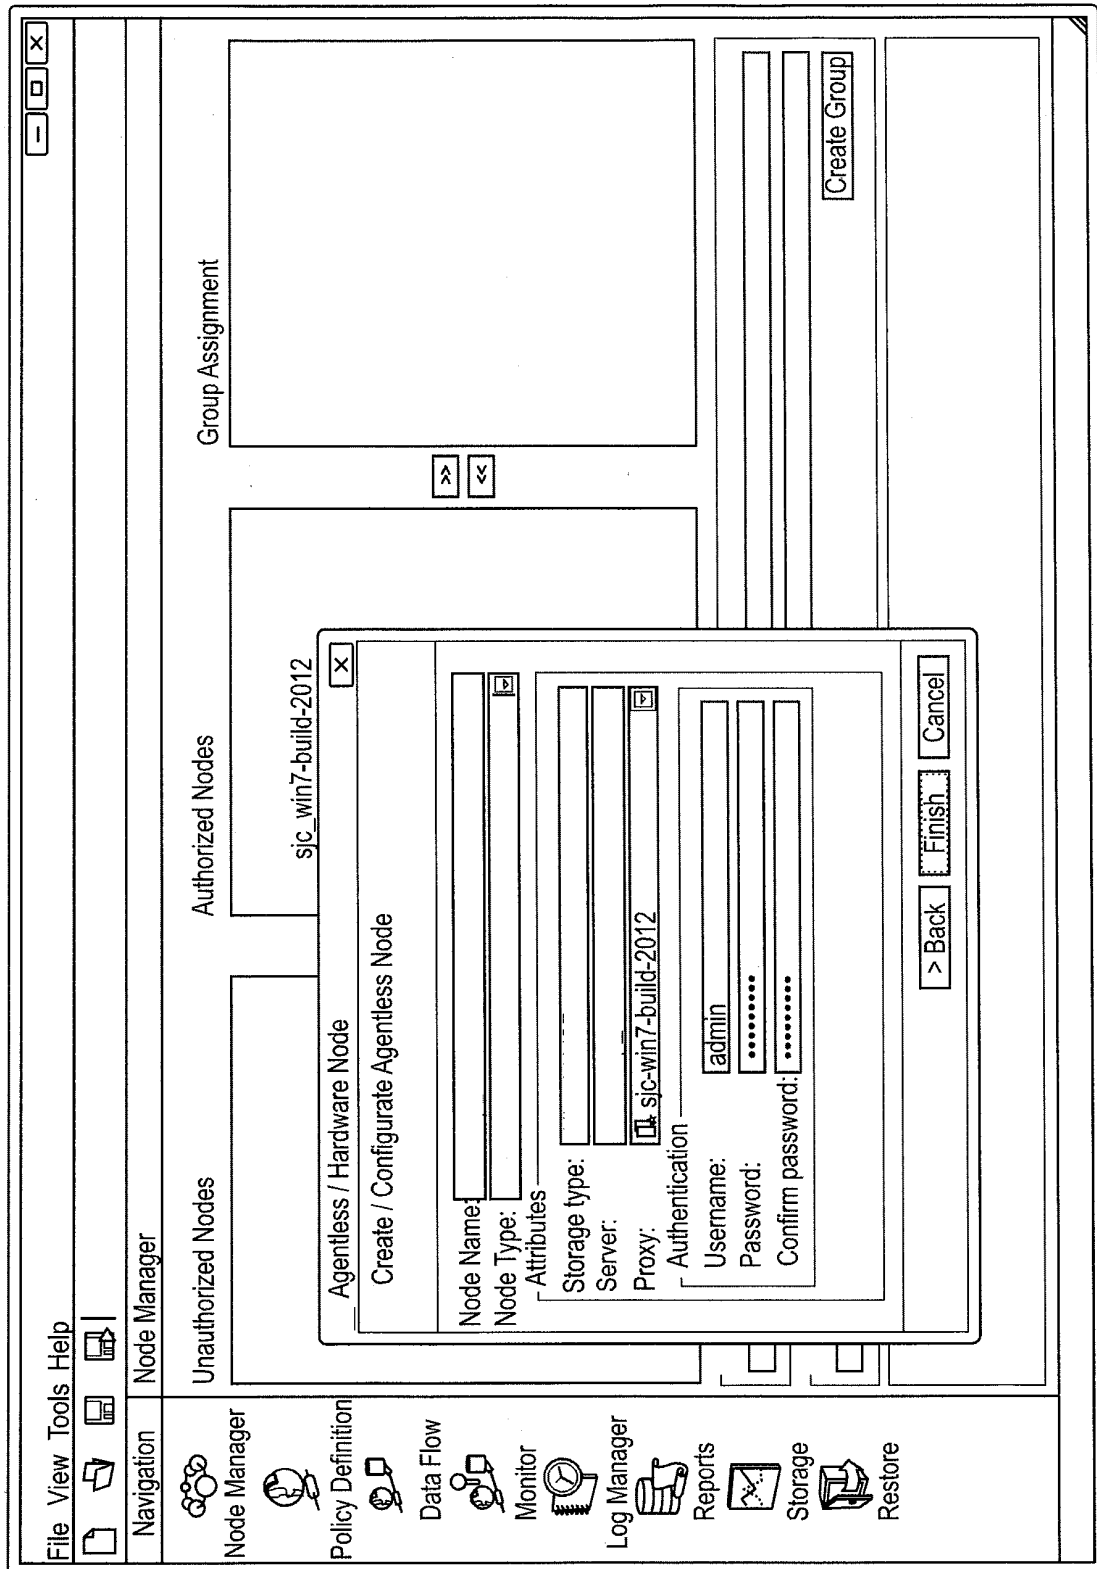 File View Tools Help
Navigation
Node Manager
Node Manager
Policy Definition
Data Flow
Monitor
Log Manager
Reports
Storage
Restore
Unauthorized Nodes
Authorized Nodes
Group Assignment
sjc_win7-build-2012
>>
<<
Create Group
Agentless / Hardware Node
Create / Configurate Agentless Node
Node Name:
Node Type:
Attributes
Storage type:
Server:
Proxy: sjc-win7-build-2012
Authentication
Username: admin
Password: ••••••••••
Confirm password: ••••••••••
> Back Finish Cancel